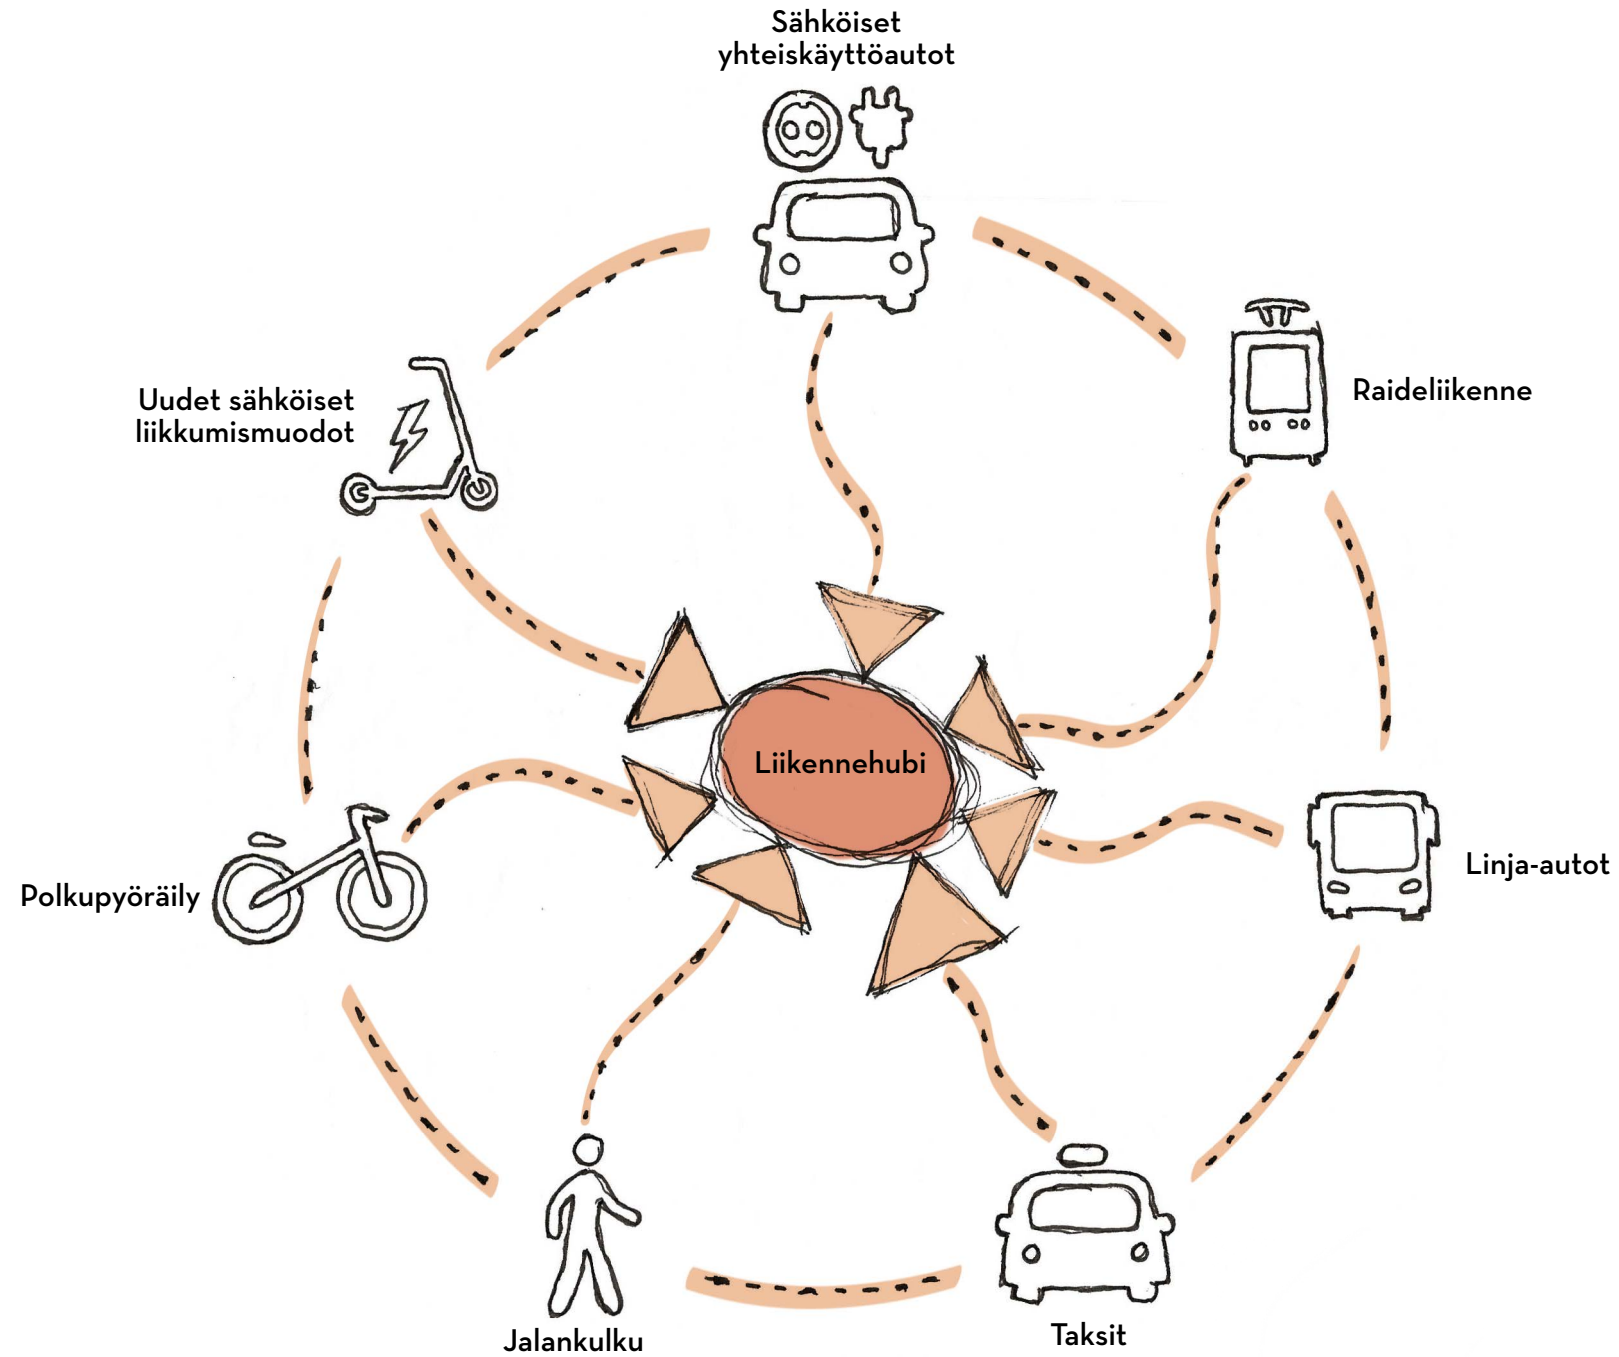 Sähköiset
yhteiskäyttöautot
Uudet sähköiset
liikkumismuodot
Raideliikenne
Liikennehubi
Polkupyöräily
Linja-autot
Jalankulku
Taksit